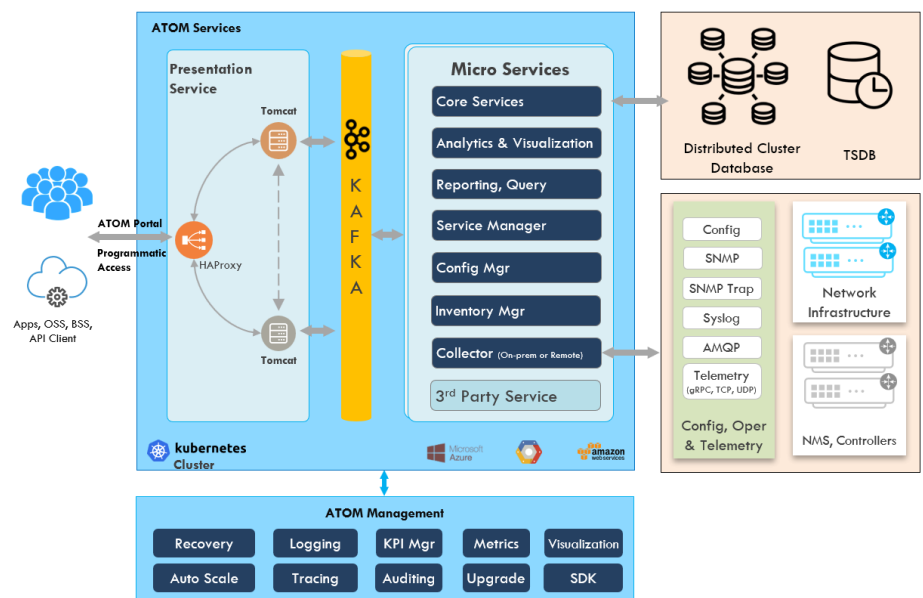 ATOM Services
Presentation
Service
Tomcat
HAProxy
Tomcat
K
A
F
K
A
Micro Services
Core Services
Analytics & Visualization
Reporting, Query
Service Manager
Config Mgr
Inventory Mgr
Collector (On-prem or Remote)
3rd Party Service
kubernetes
Cluster
Microsoft
Azure
amazon
web services
ATOM Portal
Programmatic
Access
Apps, OSS, BSS,
API Client
Distributed Cluster
Database
TSDB
Config
SNMP
SNMP Trap
Syslog
AMQP
Telemetry
(gRPC, TCP, UDP)
Config, Oper
& Telemetry
Network
Infrastructure
NMS, Controllers
ATOM Management
Recovery
Logging
KPI Mgr
Metrics
Visualization
Auto Scale
Tracing
Auditing
Upgrade
SDK